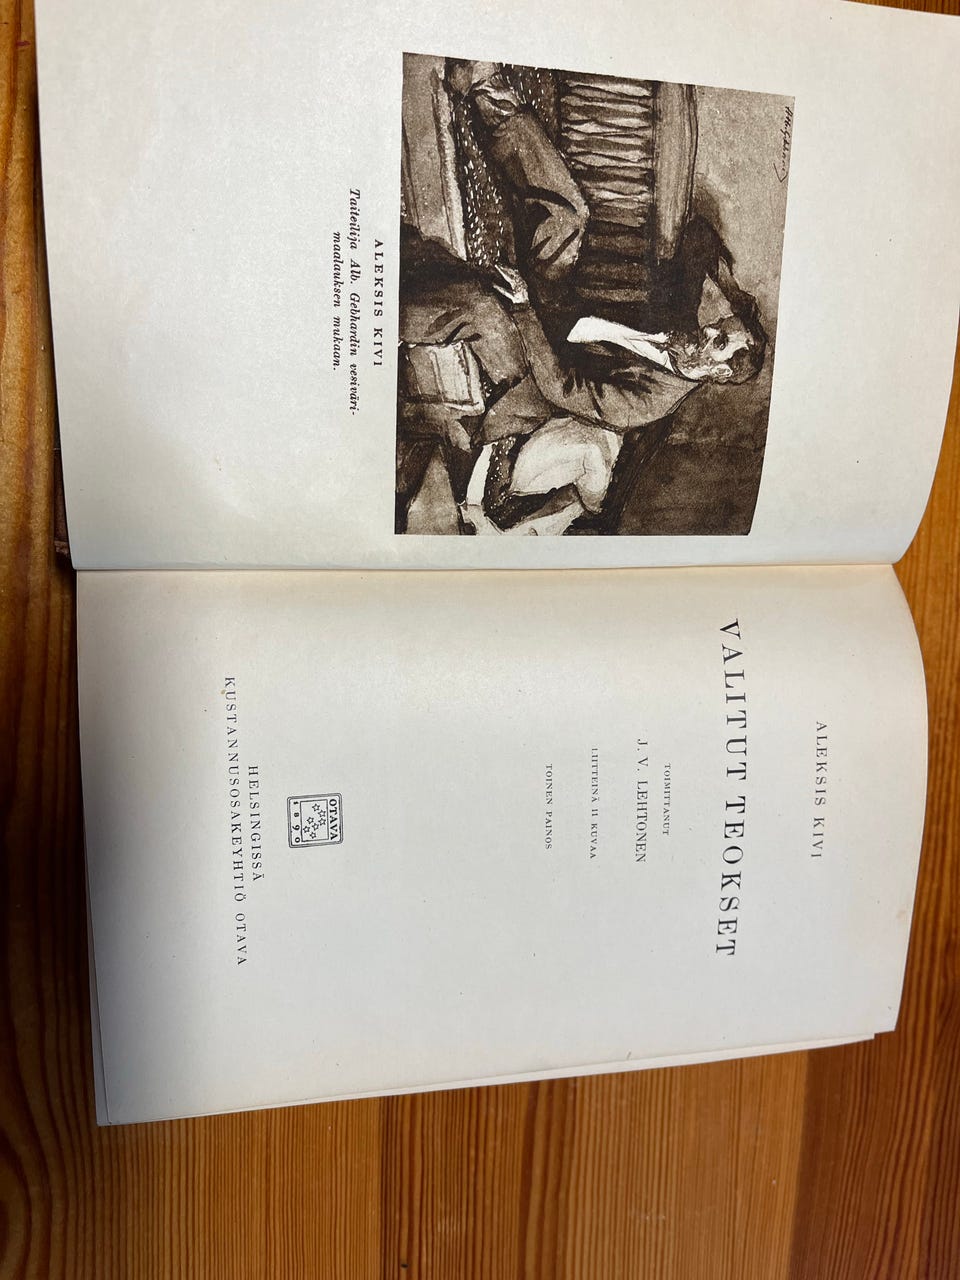 ALEKSIS KIVI
Taiteilija Alb. Gebhardin vesiväri-
maalauksen mukaan.
ALEKSIS KIVI
VALITUT TEOKSET
TOIMITTANUT
J. V. LEHTONEN
LIITTEINÄ 11 KUVAA
TOINEN PAINOS
OTAVA
1890
HELSINGISSÄ
KUSTANNUSOSAKEYHTIÖ OTAVA